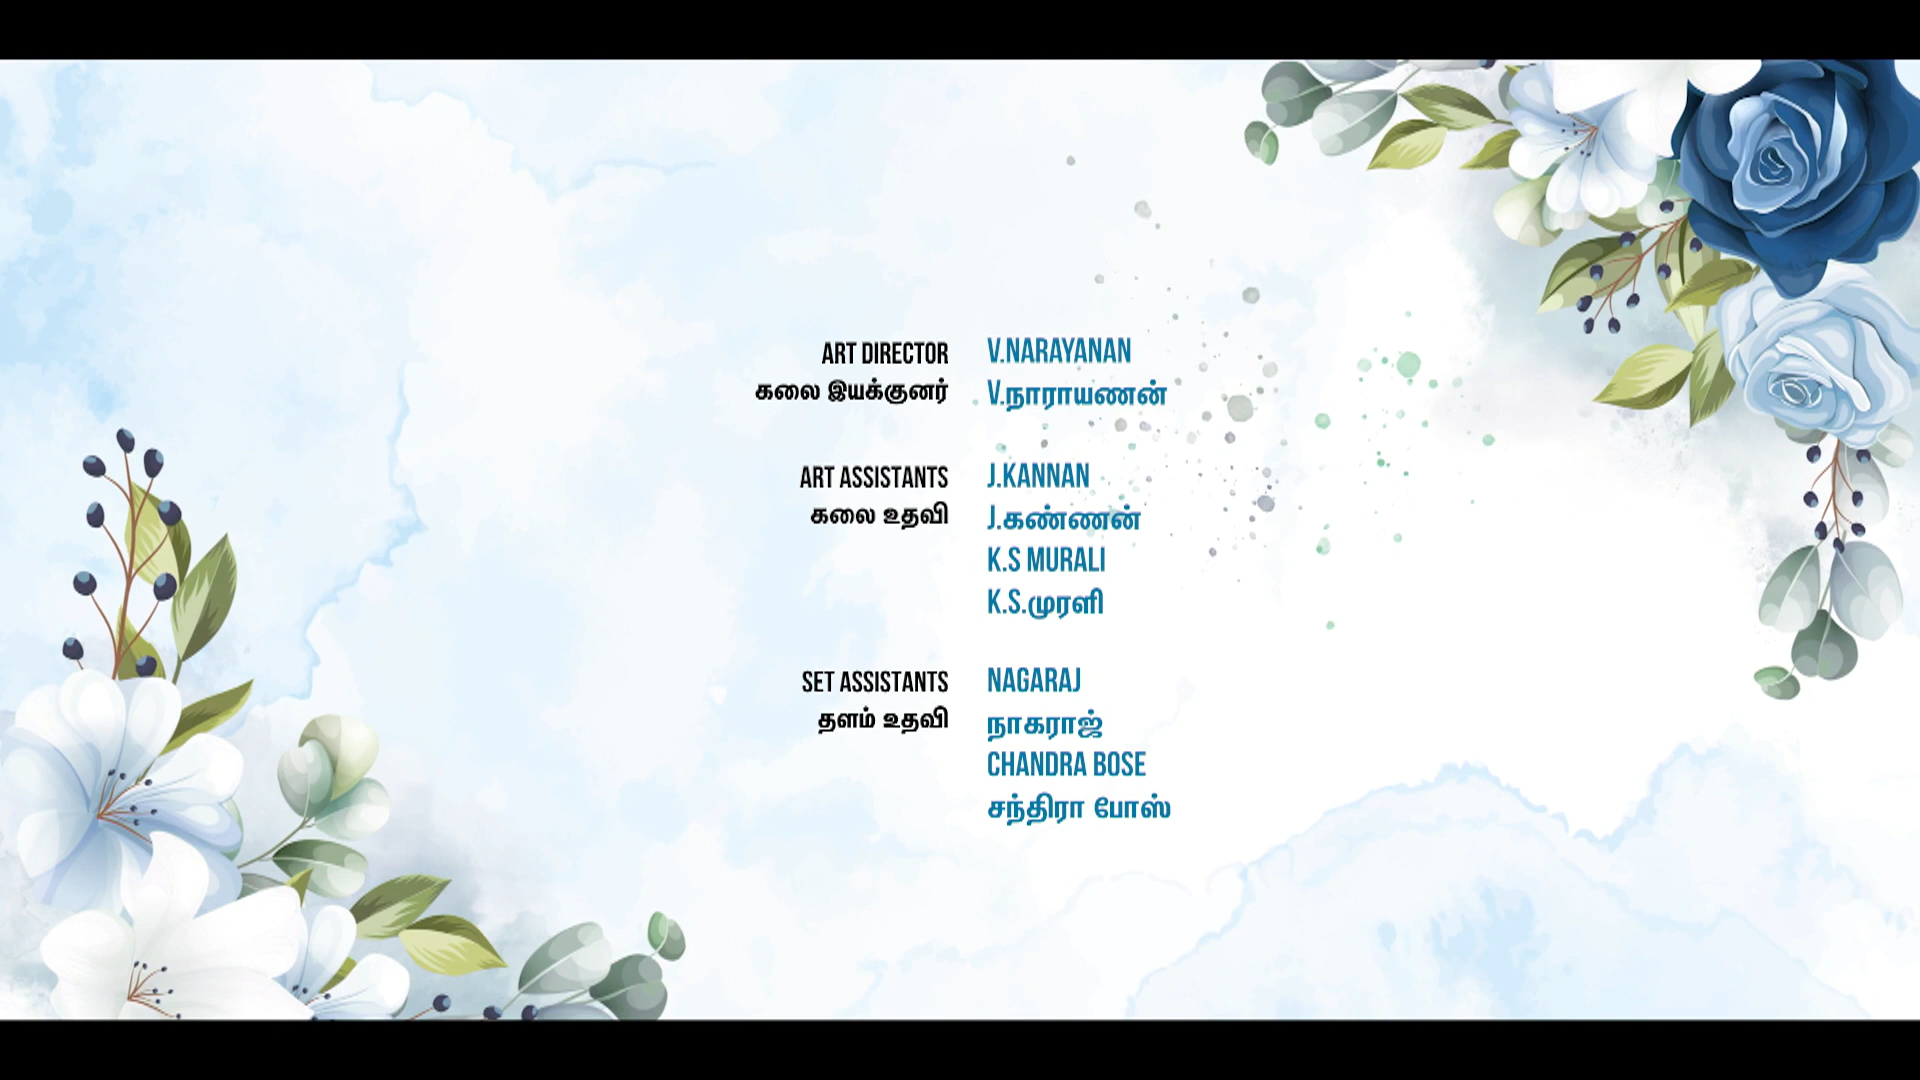 ART DIRECTOR V.NARAYANAN
கலை இயக்குனர் V.நாராயணன்
ART ASSISTANTS J.KANNAN
கலை உதவி J.கண்ணன்
K.S MURALI
K.S.முரளி
SET ASSISTANTS NAGARAJ
தளம் உதவி நாகராஜ்
CHANDRA BOSE
சந்திரா போஸ்